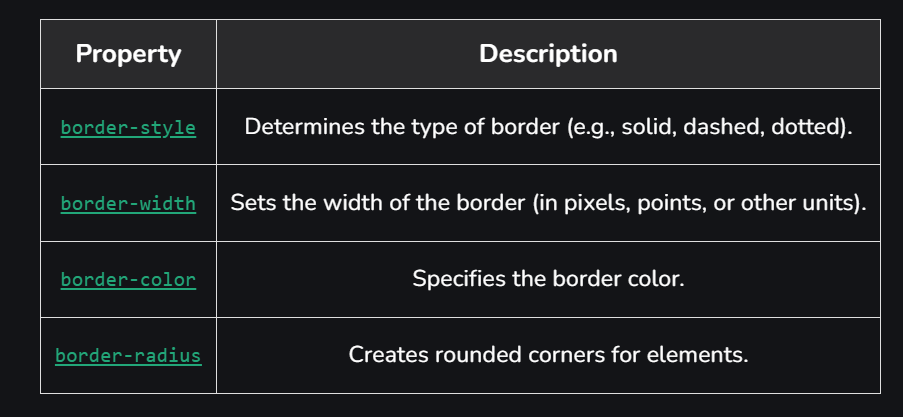 Property Description
border-style Determines the type of border (e.g., solid, dashed, dotted).
border-width Sets the width of the border (in pixels, points, or other units).
border-color Specifies the border color.
border-radius Creates rounded corners for elements.